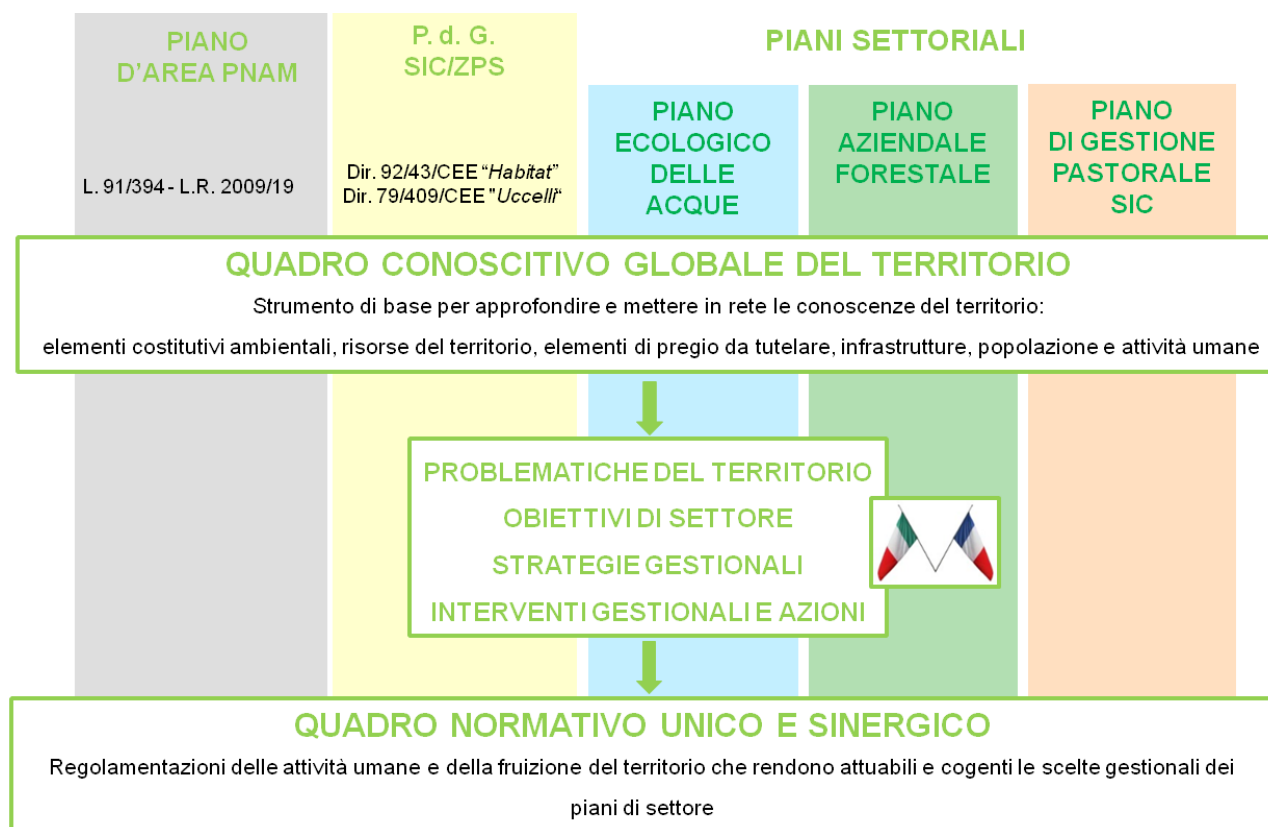 PIANO
D'AREA PNAM
L. 91/394- L.R. 2009/19
P. d. G.
SIC/ZPS
Dir. 92/43/CEE “Habitat”
Dir. 79/409/CEE "Uccelli“
PIANI SETTORIALI
PIANO
ECOLOGICO
DELLE
ACQUE
PIANO
AZIENDALE
FORESTALE
PIANO
DI GESTIONE
PASTORALE
SIC
QUADRO CONOSCITIVO GLOBALE DEL TERRITORIO
Strumento di base per approfondire e mettere in rete le conoscenze del territorio:
elementi costitutivi ambientali, risorse del territorio, elementi di pregio da tutelare, infrastrutture, popolazione e attività umane
PROBLEMATICHE DEL TERRITORIO
OBIETTIVI DI SETTORE
STRATEGIE GESTIONALI
INTERVENTI GESTIONALI E AZIONI
QUADRO NORMATIVO UNICO E SINERGICO
Regolamentazioni delle attività umane e della fruizione del territorio che rendono attuabili e cogenti le scelte gestionali dei
piani di settore